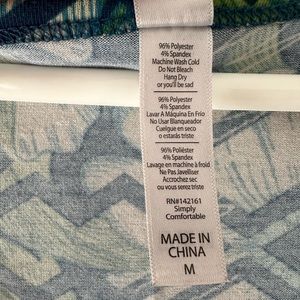 96% Polyester
4% Spandex
Machine Wash Cold
Do Not Bleach
Hang Dry
or you'll be sad
96% Polyester
4% Spandex
Lavar A Máquina En Frio
No Usar Blanqueador
Cuelgue en seco
o estarás triste
96% Poliéster
4% Spandex
Lavage en machine à froid
Ne Pas Javelliser
Accrochez sec
ou vous serez triste
RN#142161
Simply
Comfortable
MADE IN
CHINA
M